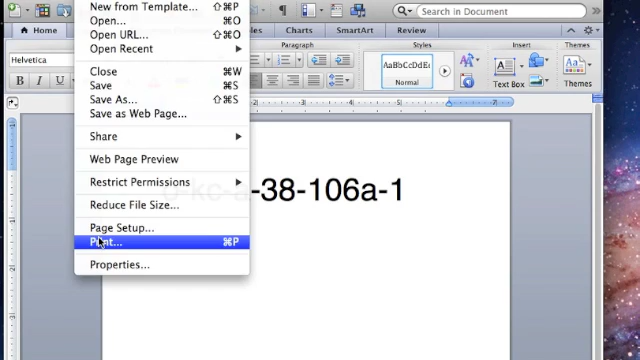 New from Template... ⇧⌘P
Search in Document
Open... ⌘O
Open URL... ⇧⌘O
Open Recent
Close ⌘W
Save ⌘S
Save As... ⇧⌘S
Save as Web Page...
Share
Web Page Preview
Restrict Permissions
Reduce File Size...
Page Setup...
Print... ⌘P
Properties...
Home
Charts
SmartArt
Review
Paragraph
Styles
Insert
Themes
Helvetica
B I U
AaBbCcDdEe
Normal
Text Box
Themes
-38-106a-1